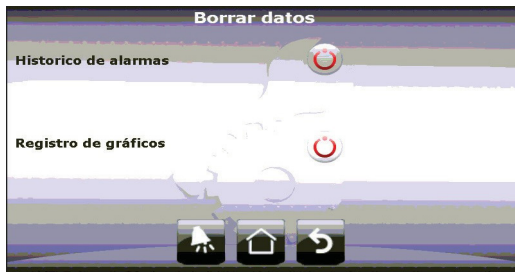 Borrar datos
Historico de alarmas
Registro de gráficos